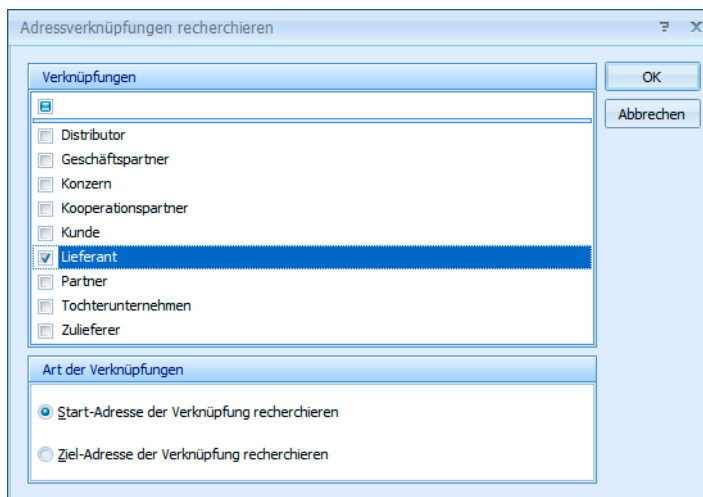 Adressverknüpfungen recherchieren
Verknüpfungen
OK
Abbrechen
Distributor
Geschäftspartner
Konzern
Kooperationspartner
Kunde
Lieferant
Partner
Tochterunternehmen
Zulieferer
Art der Verknüpfungen
Start-Adresse der Verknüpfung recherchieren
Ziel-Adresse der Verknüpfung recherchieren